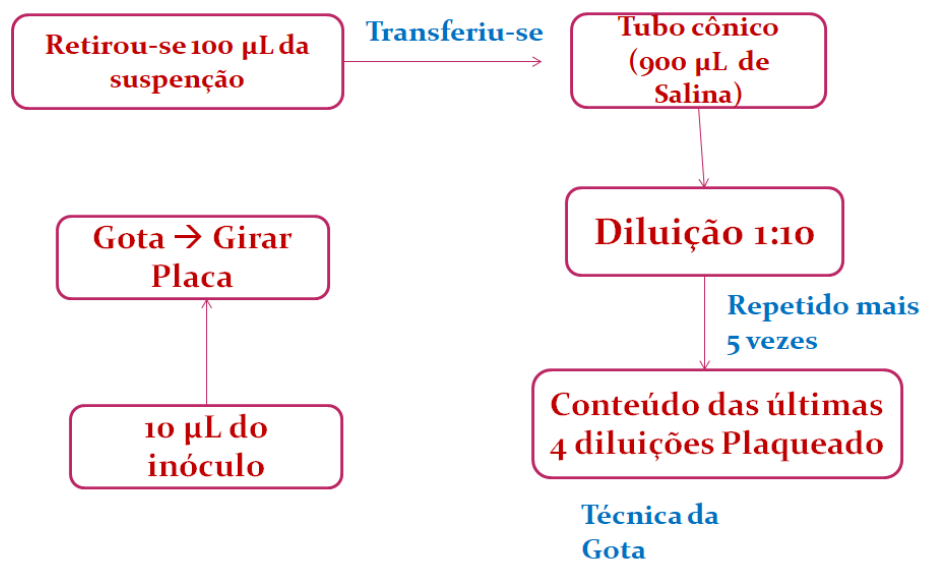 Retirou-se 100 µL da
suspenção
Transferiu-se
Tubo cônico
(900 µL de
Salina)
Diluição 1:10
Repetido mais
5 vezes
Conteúdo das últimas
4 diluições Plaqueado
Técnica da
Gota
10 µL do
inóculo
Gota → Girar
Placa